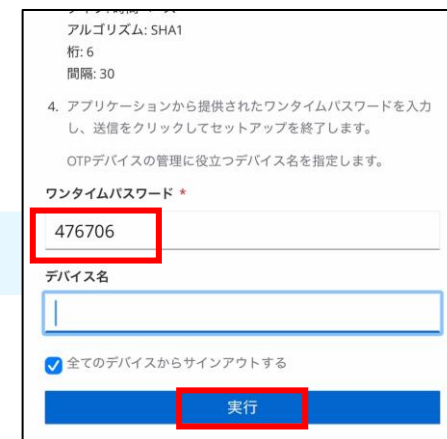 アルゴリズム: SHA1
桁: 6
間隔: 30
4. アプリケーションから提供されたワンタイムパスワードを入力
し、送信をクリックしてセットアップを終了します。
OTPデバイスの管理に役立つデバイス名を指定します。
ワンタイムパスワード *
476706
デバイス名
全てのデバイスからサインアウトする
実行